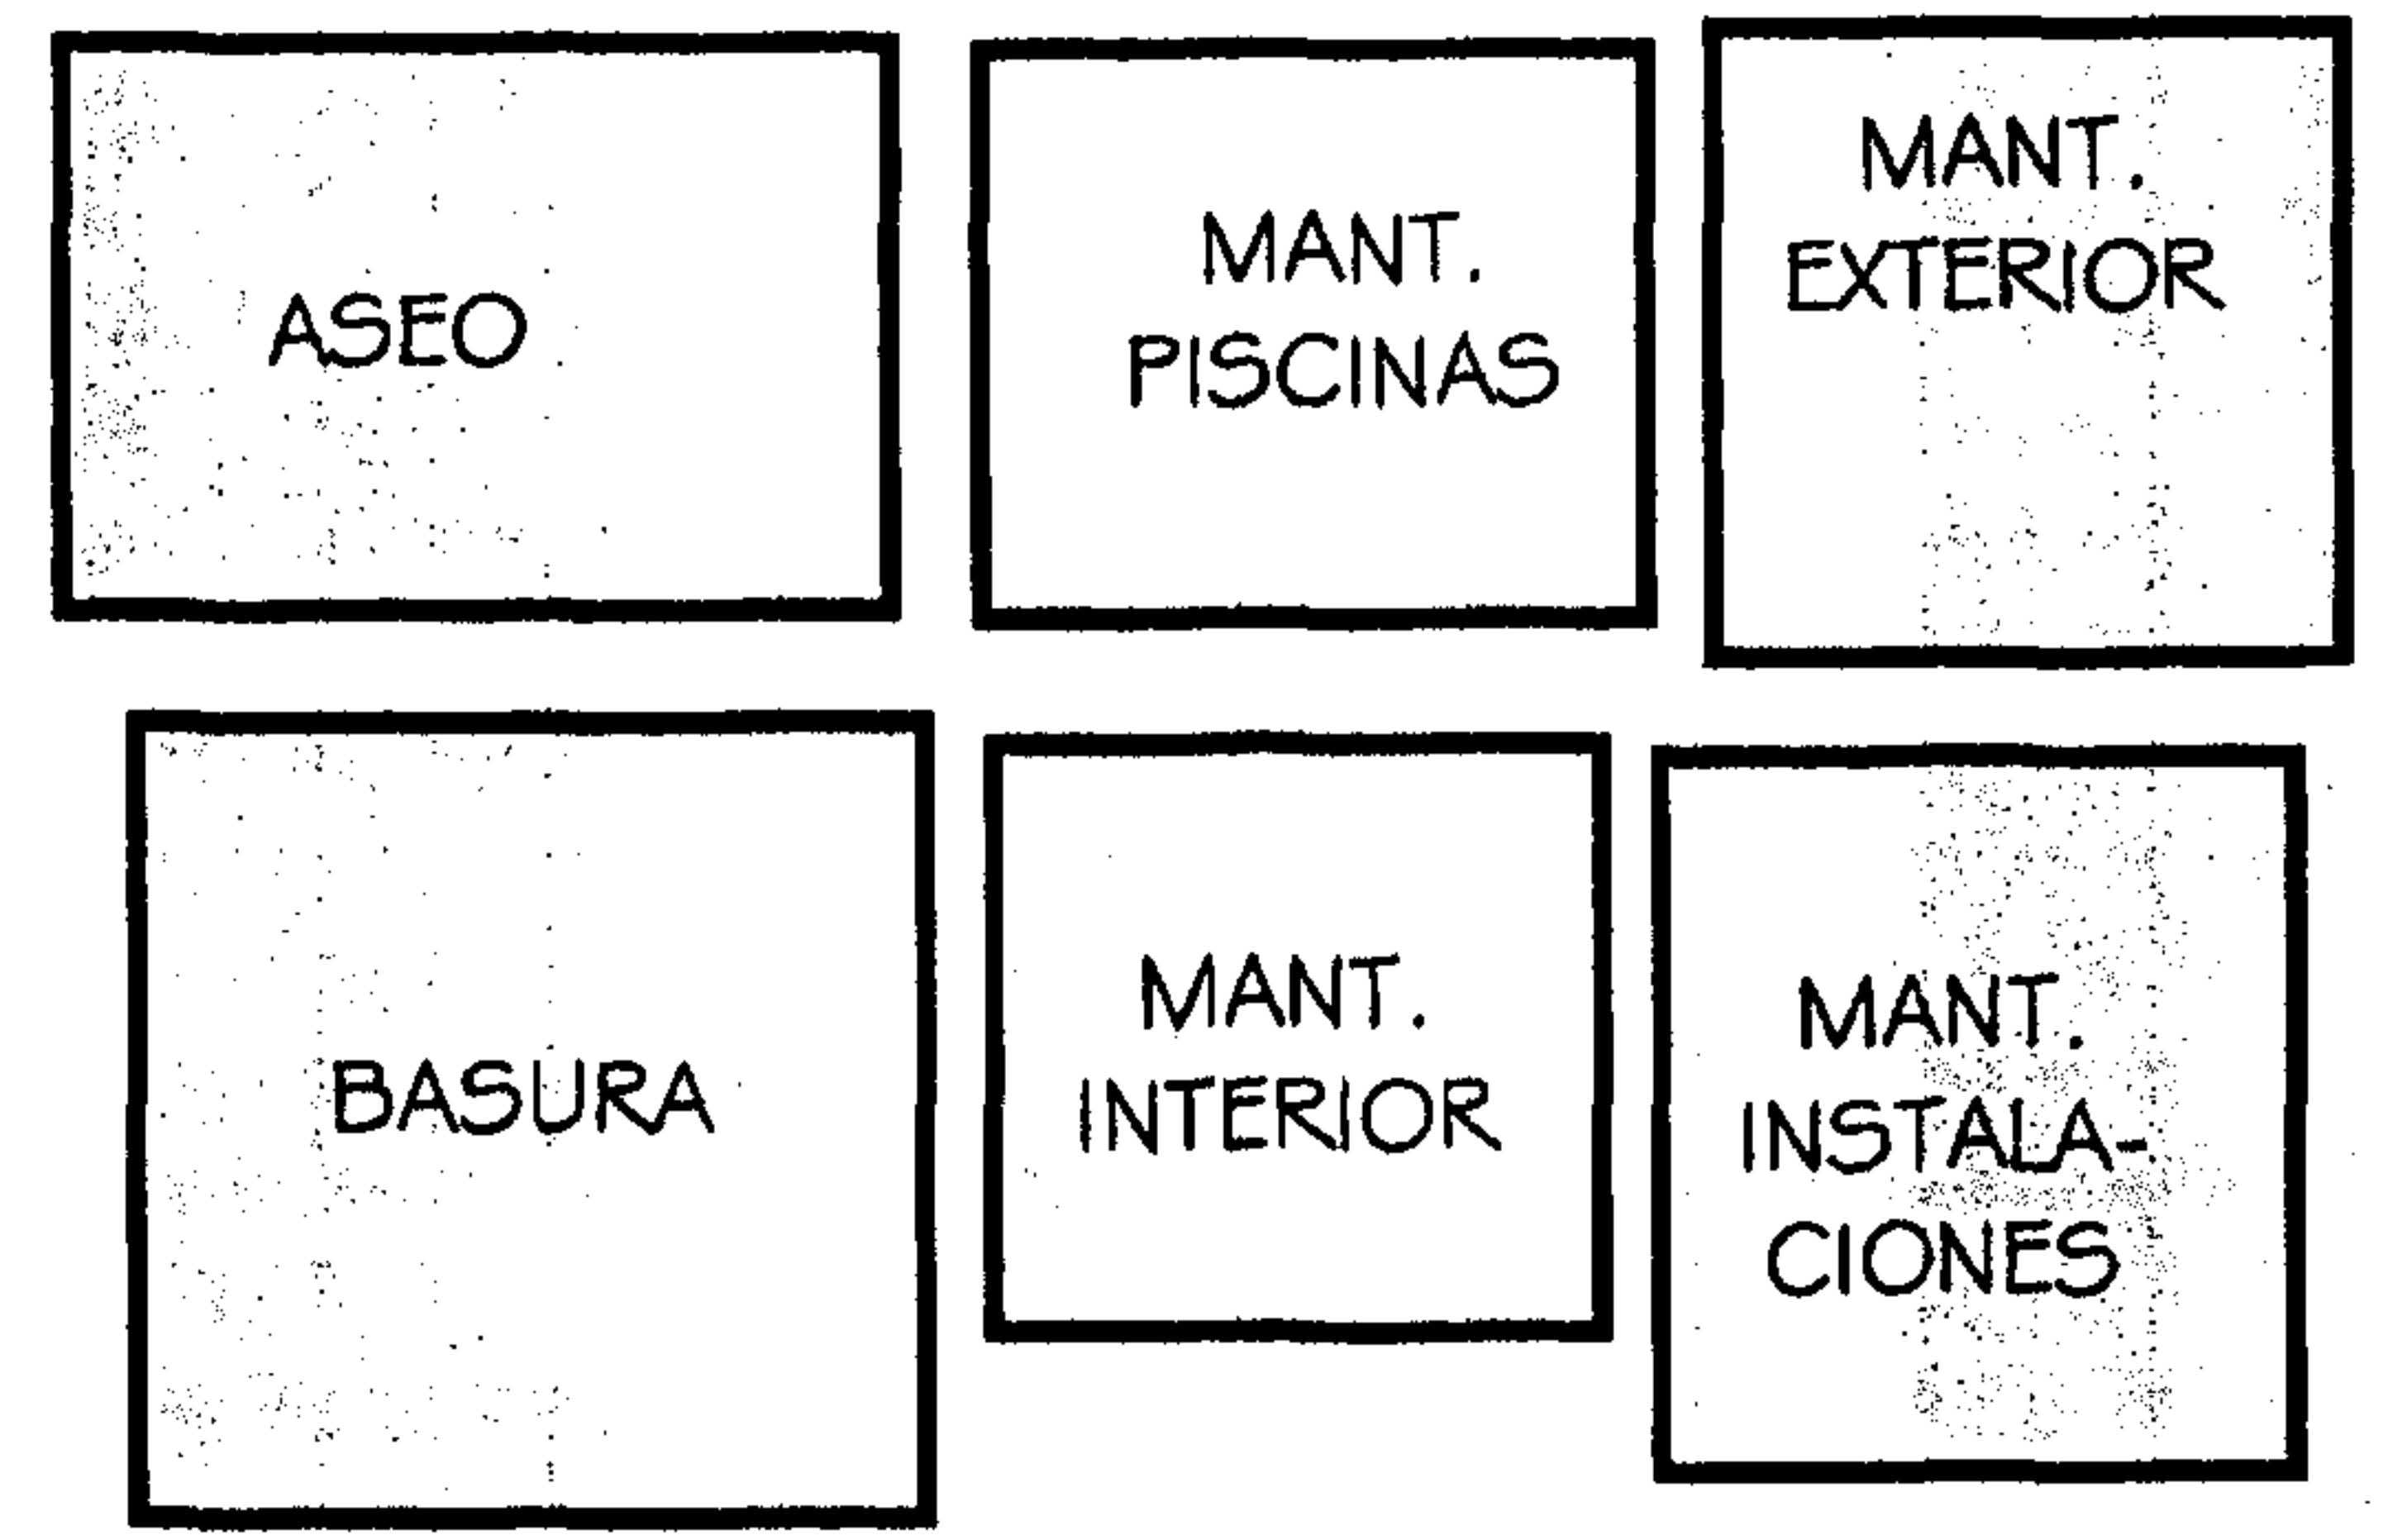 ASEO
MANT.
PISCINAS
MANT.
EXTERIOR
BASURA
MANT.
INTERIOR
MANT.
INSTALA-
CIONES